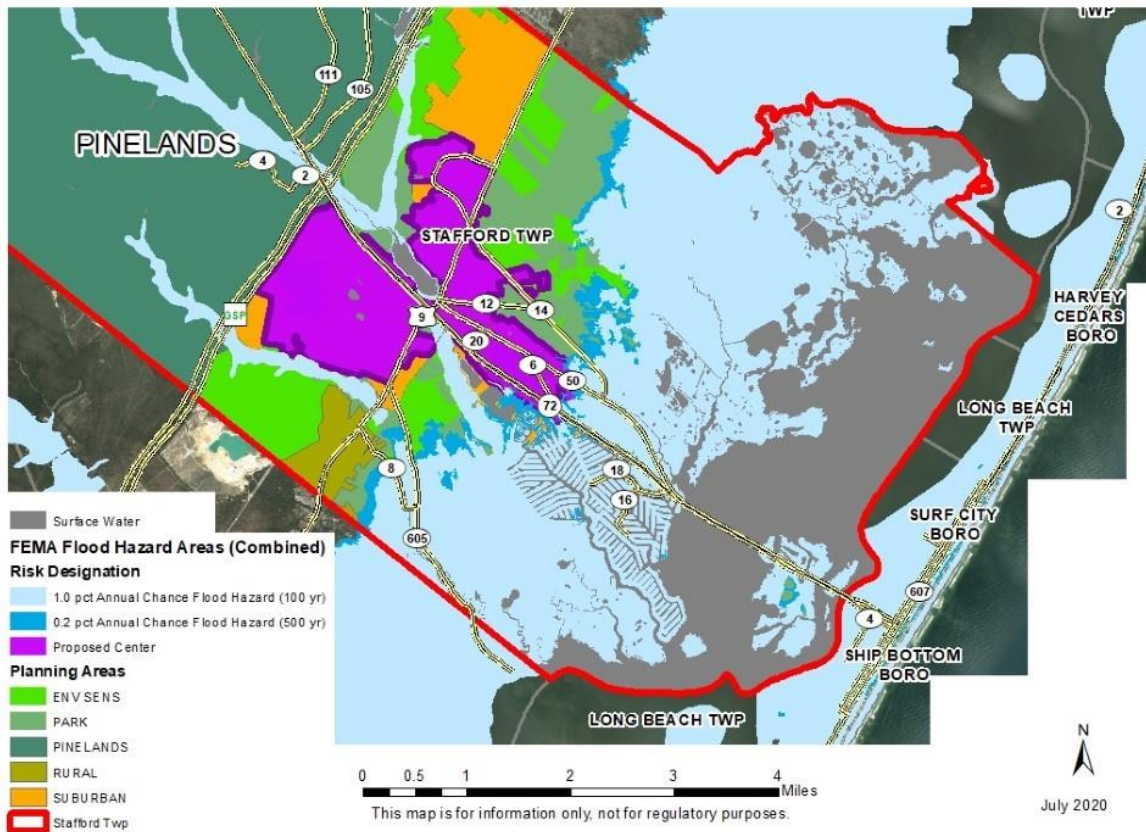 TWP
111
105
PINELANDS
4
2
2
STAFFORD TWP
GSP
9
12
14
20
6
50
72
HARVEY
CEDARS
BORO
LONG BEACH
TWP
18
16
8
605
SURF CITY
BORO
607
4
SHIP BOTTOM
BORO
LONG BEACH TWP
Surface Water
FEMA Flood Hazard Areas (Combined)
Risk Designation
1.0 pct Annual Chance Flood Hazard (100 yr)
0.2 pct Annual Chance Flood Hazard (500 yr)
Proposed Center
Planning Areas
ENV SENS
PARK
PINELANDS
RURAL
SUBURBAN
Stafford Twp
0 0.5 1 2 3 4
Miles
This map is for information only, not for regulatory purposes.
N
July 2020